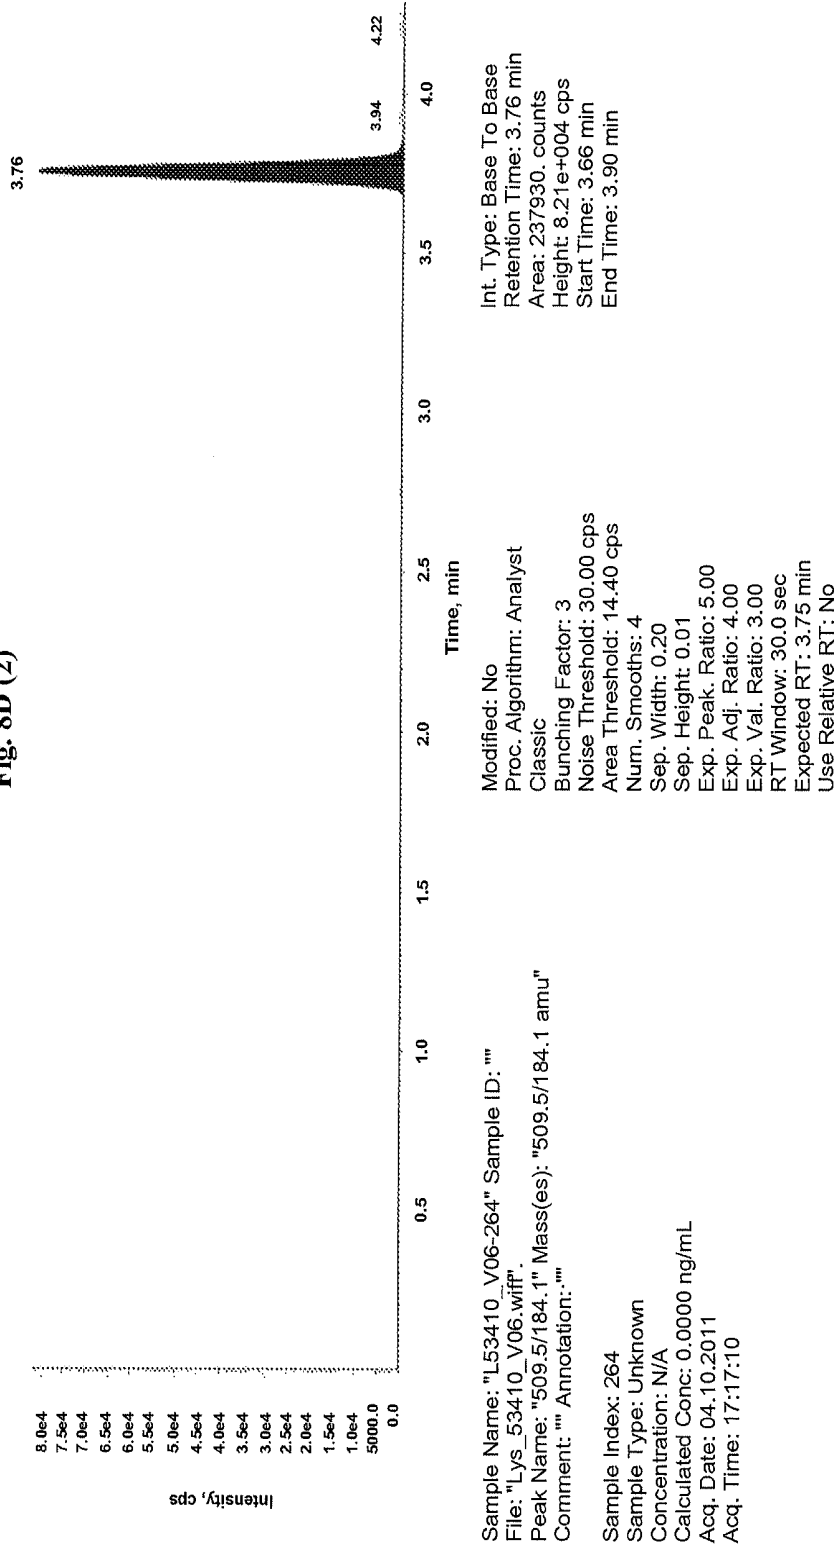 Fig. 8D (2)
3.76
3.94
4.22
Intensity, cps
8.0e4
7.5e4
7.0e4
6.5e4
6.0e4
5.5e4
5.0e4
4.5e4
4.0e4
3.5e4
3.0e4
2.5e4
2.0e4
1.5e4
1.0e4
5000.0
0.0
0.5
1.0
1.5
2.0
2.5
3.0
3.5
4.0
Time, min
Sample Name: "L53410_V06-264" Sample ID: ""
File: "Lys_53410_V06.wiff".
Peak Name: "509.5/184.1" Mass(es): "509.5/184.1 amu"
Comment: "" Annotation: ""
Sample Index: 264
Sample Type: Unknown
Concentration: N/A
Calculated Conc: 0.0000 ng/mL
Acq. Date: 04.10.2011
Acq. Time: 17:17:10
Modified: No
Proc. Algorithm: Analyst
Classic
Bunching Factor: 3
Noise Threshold: 30.00 cps
Area Threshold: 14.40 cps
Num. Smooths: 4
Sep. Width: 0.20
Sep. Height: 0.01
Exp. Peak. Ratio: 5.00
Exp. Adj. Ratio: 4.00
Exp. Val. Ratio: 3.00
RT Window: 30.0 sec
Expected RT: 3.75 min
Use Relative RT: No
Int. Type: Base To Base
Retention Time: 3.76 min
Area: 237930. counts
Height: 8.21e+004 cps
Start Time: 3.66 min
End Time: 3.90 min